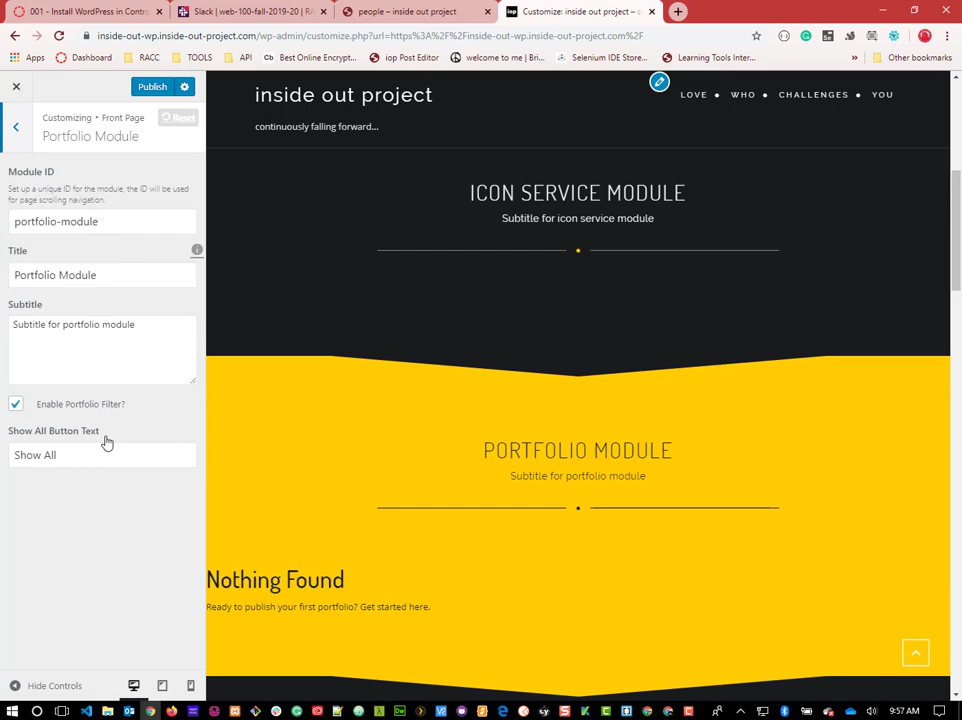 001 - Install WordPress in Contro
Slack | web-100-fall-2019-20 | RA
people – inside out project
Customize: inside out project – c
inside-out-wp.inside-out-project.com/wp-admin/customize.php?url=https%3A%2F%2Finside-out-wp.inside-out-project.com%2F
Apps
Dashboard
RACC
TOOLS
API
Best Online Encrypt...
iop Post Editor
welcome to me | Bri...
Selenium IDE Store...
Learning Tools Inter...
»
Other bookmarks
Publish
Customizing • Front Page
Reset
Portfolio Module
Module ID
Set up a unique ID for the module, the ID will be used
for page scrolling navigation.
portfolio-module
Title
Portfolio Module
Subtitle
Subtitle for portfolio module
Enable Portfolio Filter?
Show All Button Text
Show All
Hide Controls
inside out project
continuously falling forward...
LOVE • WHO • CHALLENGES • YOU
ICON SERVICE MODULE
Subtitle for icon service module
PORTFOLIO MODULE
Subtitle for portfolio module
Nothing Found
Ready to publish your first portfolio? Get started here.
9:57 AM